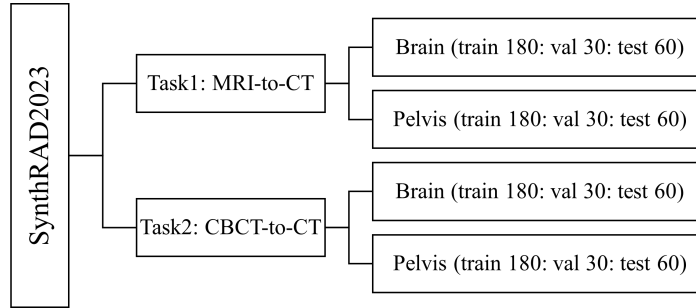 SynthRAD2023
Task1: MRI-to-CT
Brain (train 180: val 30: test 60)
Pelvis (train 180: val 30: test 60)
Task2: CBCT-to-CT
Brain (train 180: val 30: test 60)
Pelvis (train 180: val 30: test 60)